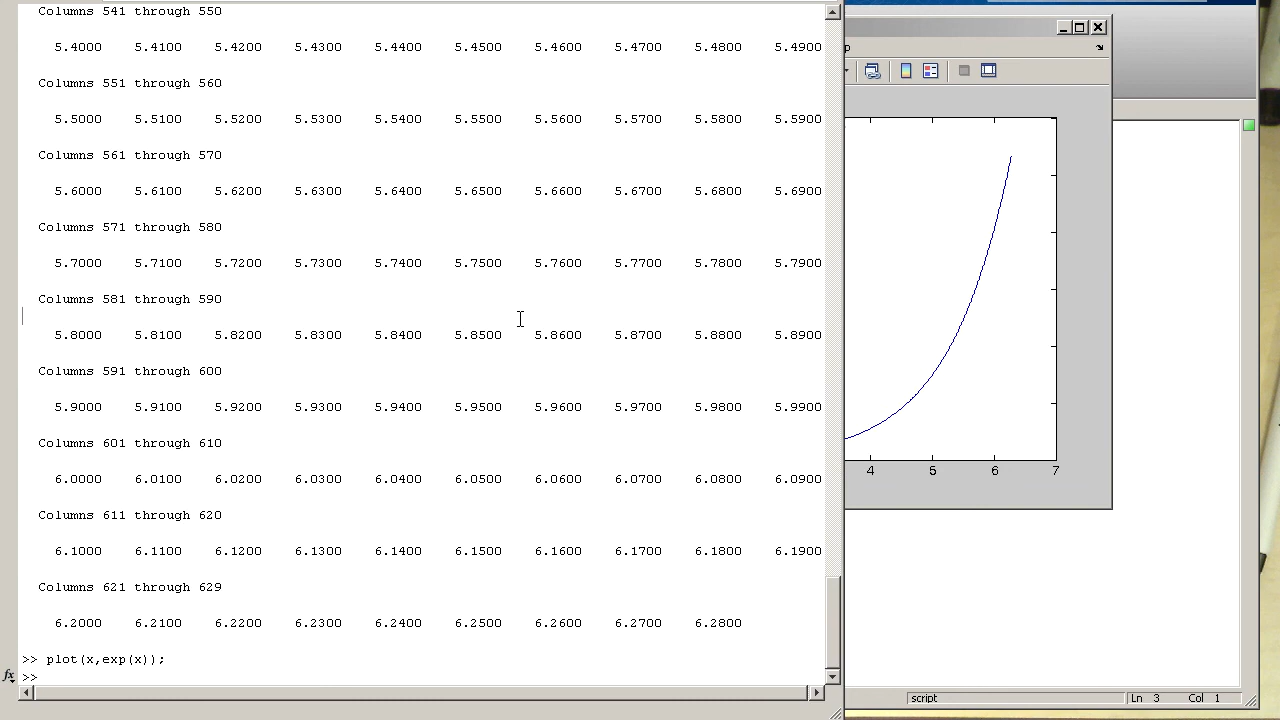 Columns 541 through 550
5.4000 5.4100 5.4200 5.4300 5.4400 5.4500 5.4600 5.4700 5.4800 5.4900
Columns 551 through 560
5.5000 5.5100 5.5200 5.5300 5.5400 5.5500 5.5600 5.5700 5.5800 5.5900
Columns 561 through 570
5.6000 5.6100 5.6200 5.6300 5.6400 5.6500 5.6600 5.6700 5.6800 5.6900
Columns 571 through 580
5.7000 5.7100 5.7200 5.7300 5.7400 5.7500 5.7600 5.7700 5.7800 5.7900
Columns 581 through 590
5.8000 5.8100 5.8200 5.8300 5.8400 5.8500 5.8600 5.8700 5.8800 5.8900
Columns 591 through 600
5.9000 5.9100 5.9200 5.9300 5.9400 5.9500 5.9600 5.9700 5.9800 5.9900
Columns 601 through 610
6.0000 6.0100 6.0200 6.0300 6.0400 6.0500 6.0600 6.0700 6.0800 6.0900
Columns 611 through 620
6.1000 6.1100 6.1200 6.1300 6.1400 6.1500 6.1600 6.1700 6.1800 6.1900
Columns 621 through 629
6.2000 6.2100 6.2200 6.2300 6.2400 6.2500 6.2600 6.2700 6.2800
>> plot(x,exp(x));
fx >>
p
4 5 6 7
script Ln 3 Col 1